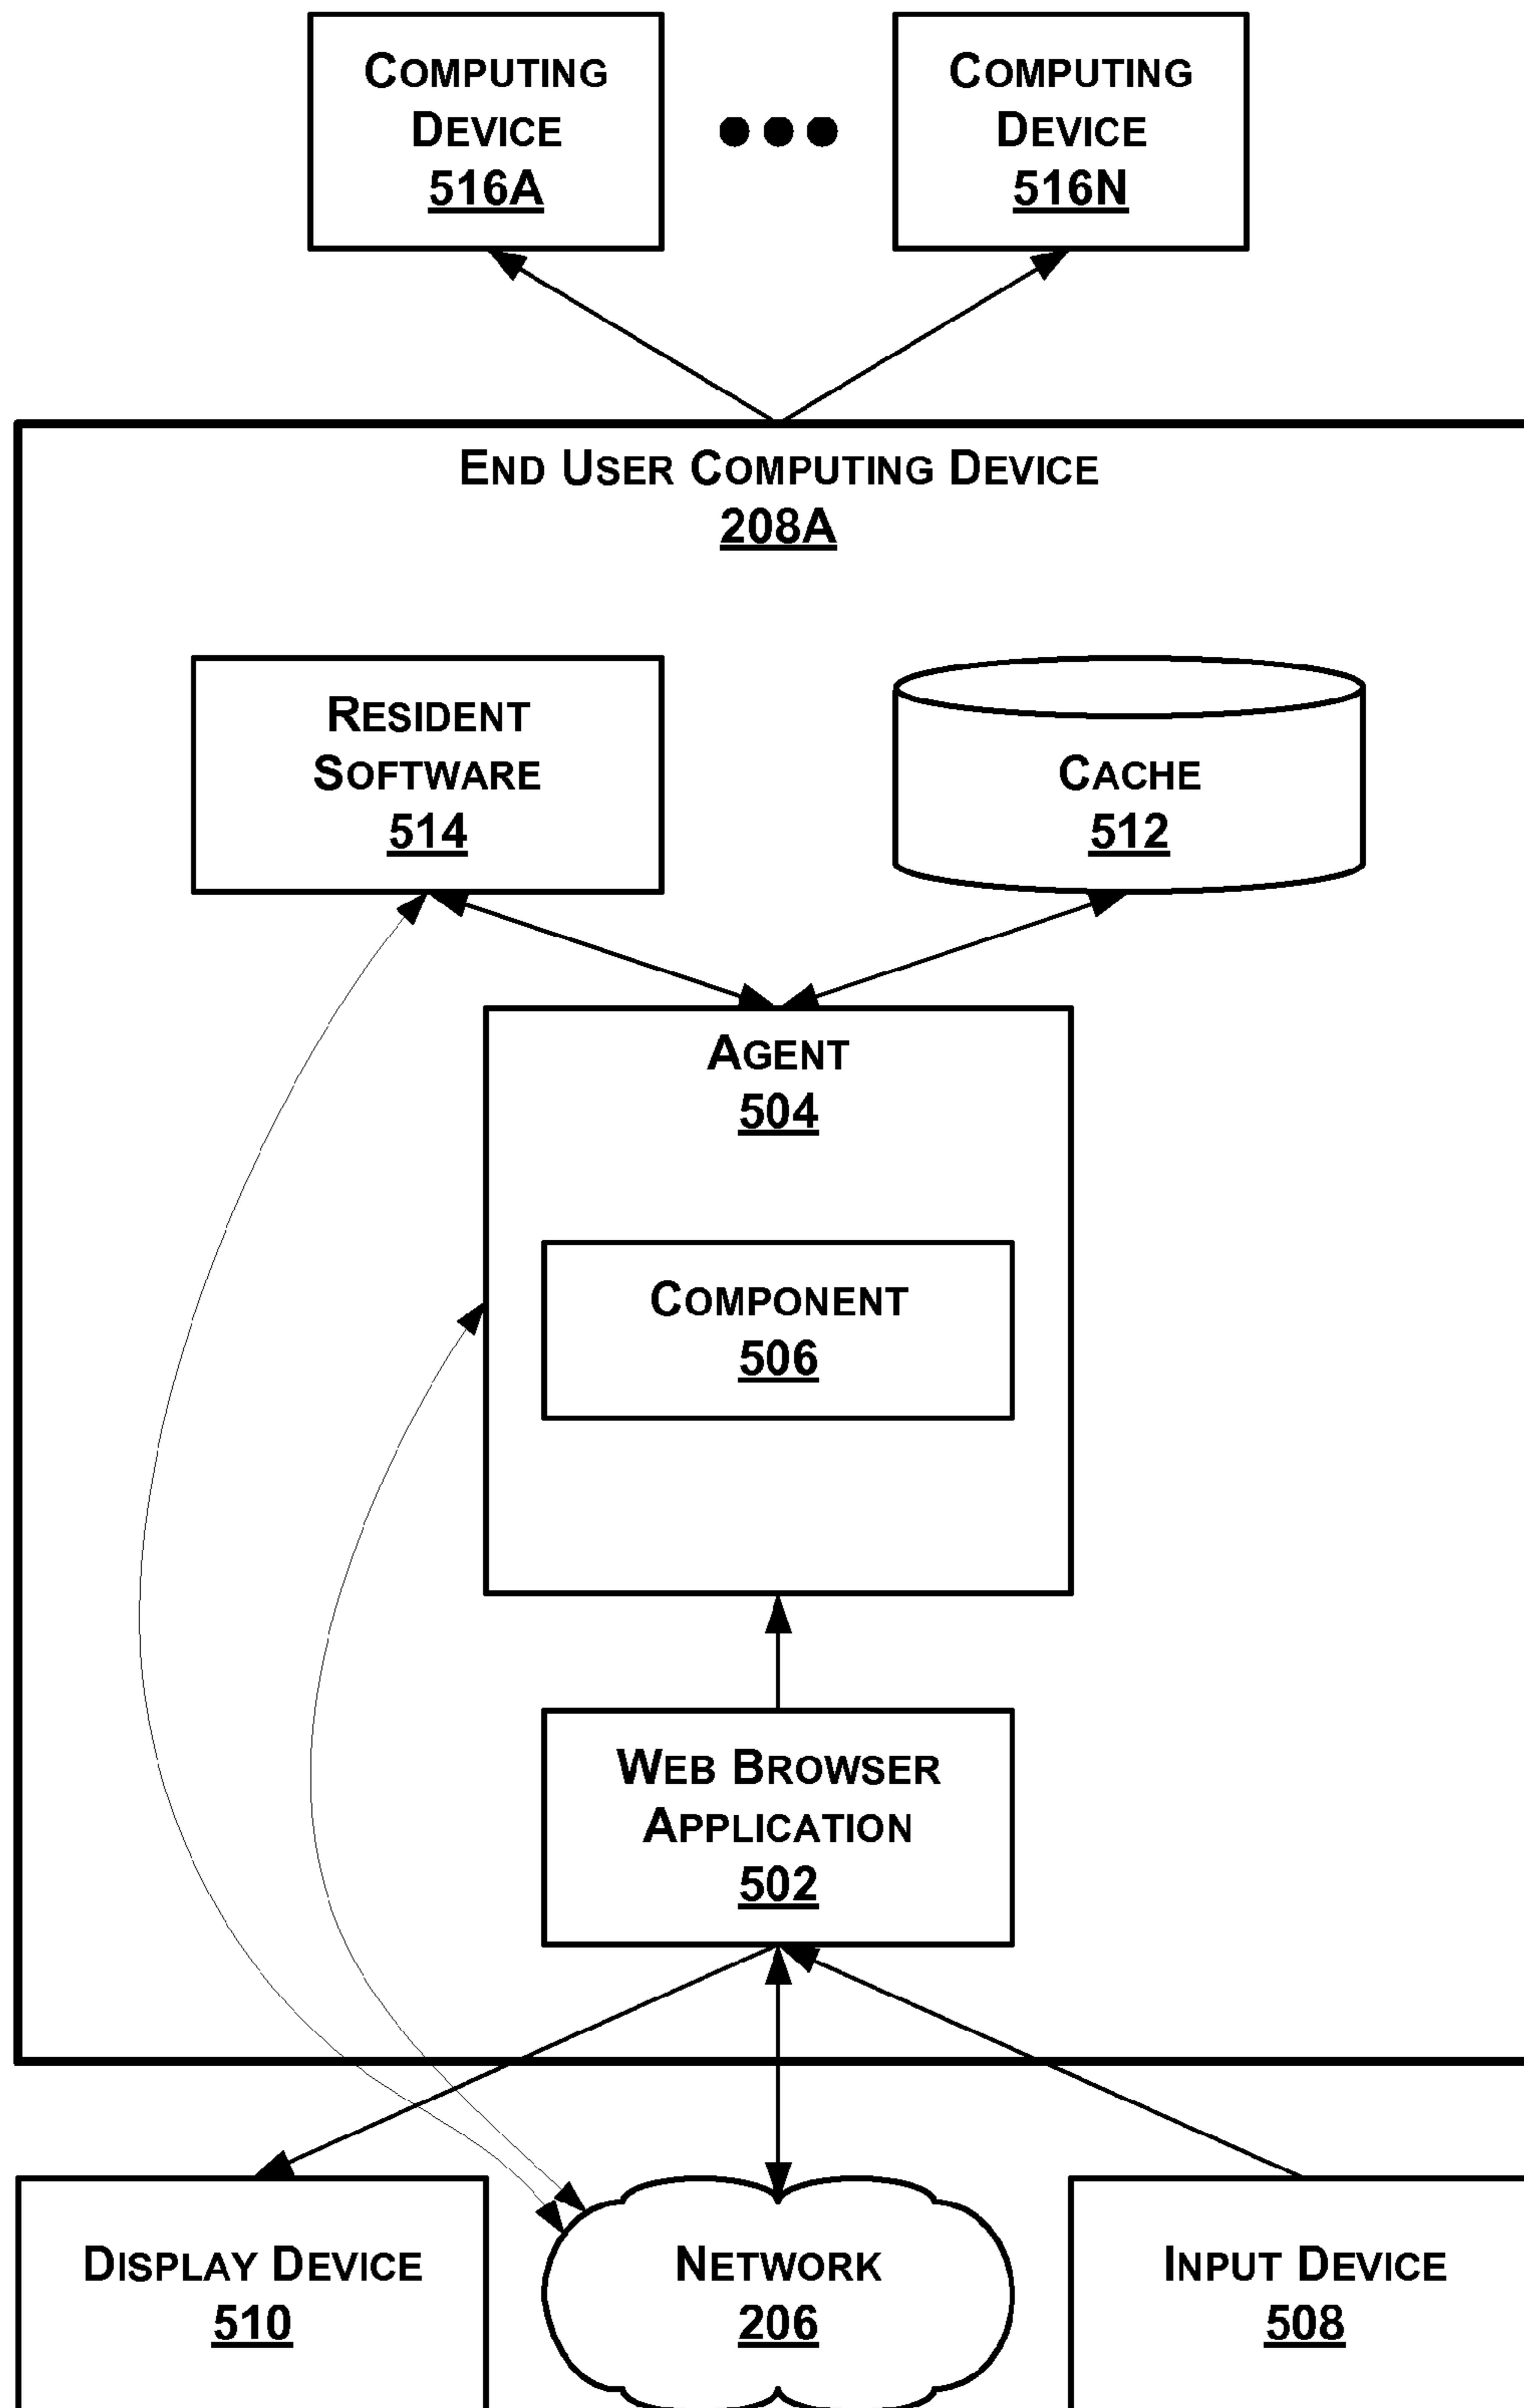 COMPUTING
DEVICE
516A
COMPUTING
DEVICE
516N
END USER COMPUTING DEVICE
208A
RESIDENT
SOFTWARE
514
CACHE
512
AGENT
504
COMPONENT
506
WEB BROWSER
APPLICATION
502
DISPLAY DEVICE
510
NETWORK
206
INPUT DEVICE
508